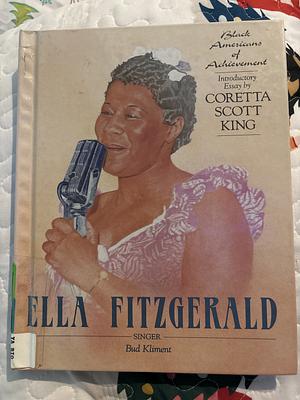 Black
Americans of
Achievement
Introductory
Essay by
CORETTA
SCOTT
KING
ELLA FITZGERALD
SINGER
Bud Kliment